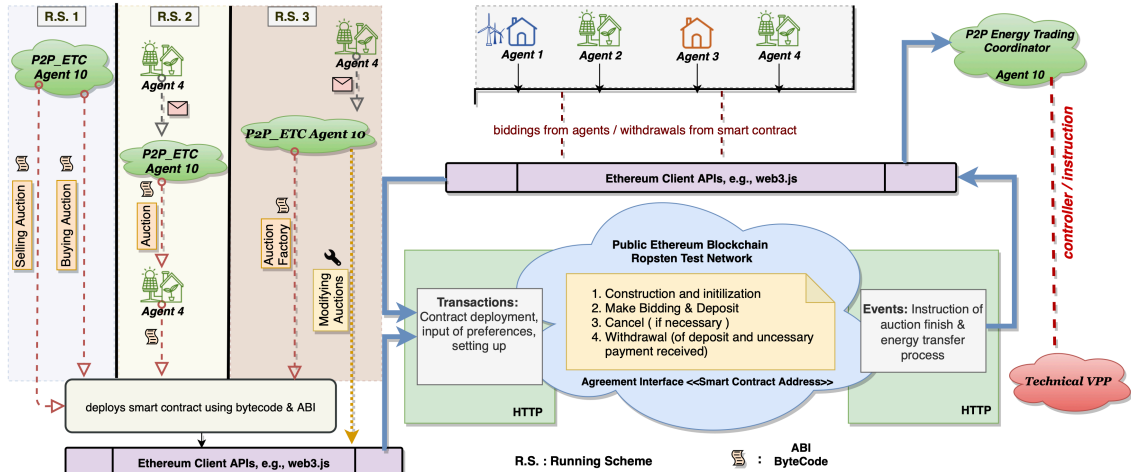 R.S. 1
R.S. 2
R.S. 3
P2P_ETC
Agent 10
Agent 4
P2P_ETC
Agent 10
Agent 4
Agent 4
P2P_ETC Agent 10
Selling Auction
Buying Auction
Auction
Auction
Factory
Modifying
Auctions
deploys smart contract using bytecode & ABI
Ethereum Client APIs, e.g., web3.js
Agent 1
Agent 2
Agent 3
Agent 4
biddings from agents / withdrawals from smart contract
Ethereum Client APIs, e.g., web3.js
P2P Energy Trading
Coordinator
Agent 10
controller / instruction
Technical VPP
Public Ethereum Blockchain
Ropsten Test Network
Transactions:
Contract deployment,
input of preferences,
setting up
1. Construction and initilization
2. Make Bidding & Deposit
3. Cancel ( if necessary )
4. Withdrawal (of deposit and uncessary
payment received)
Agreement Interface <<Smart Contract Address>>
Events: Instruction of
auction finish &
energy transfer
process
HTTP
HTTP
R.S. : Running Scheme
:
ABI
ByteCode